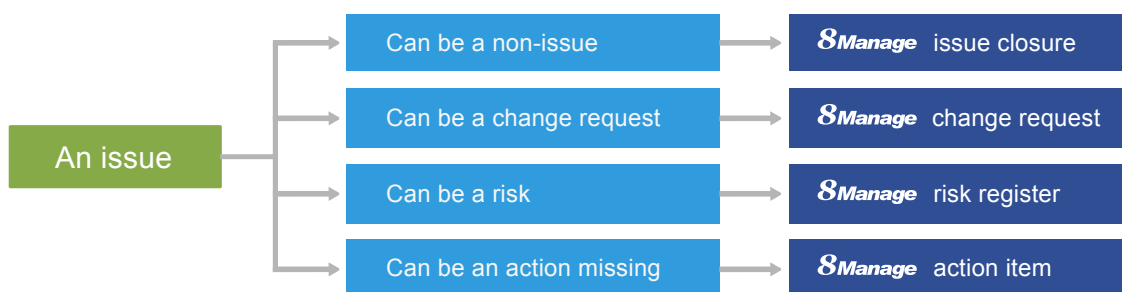 An issue
Can be a non-issue
8Manage issue closure
Can be a change request
8Manage change request
Can be a risk
8Manage risk register
Can be an action missing
8Manage action item